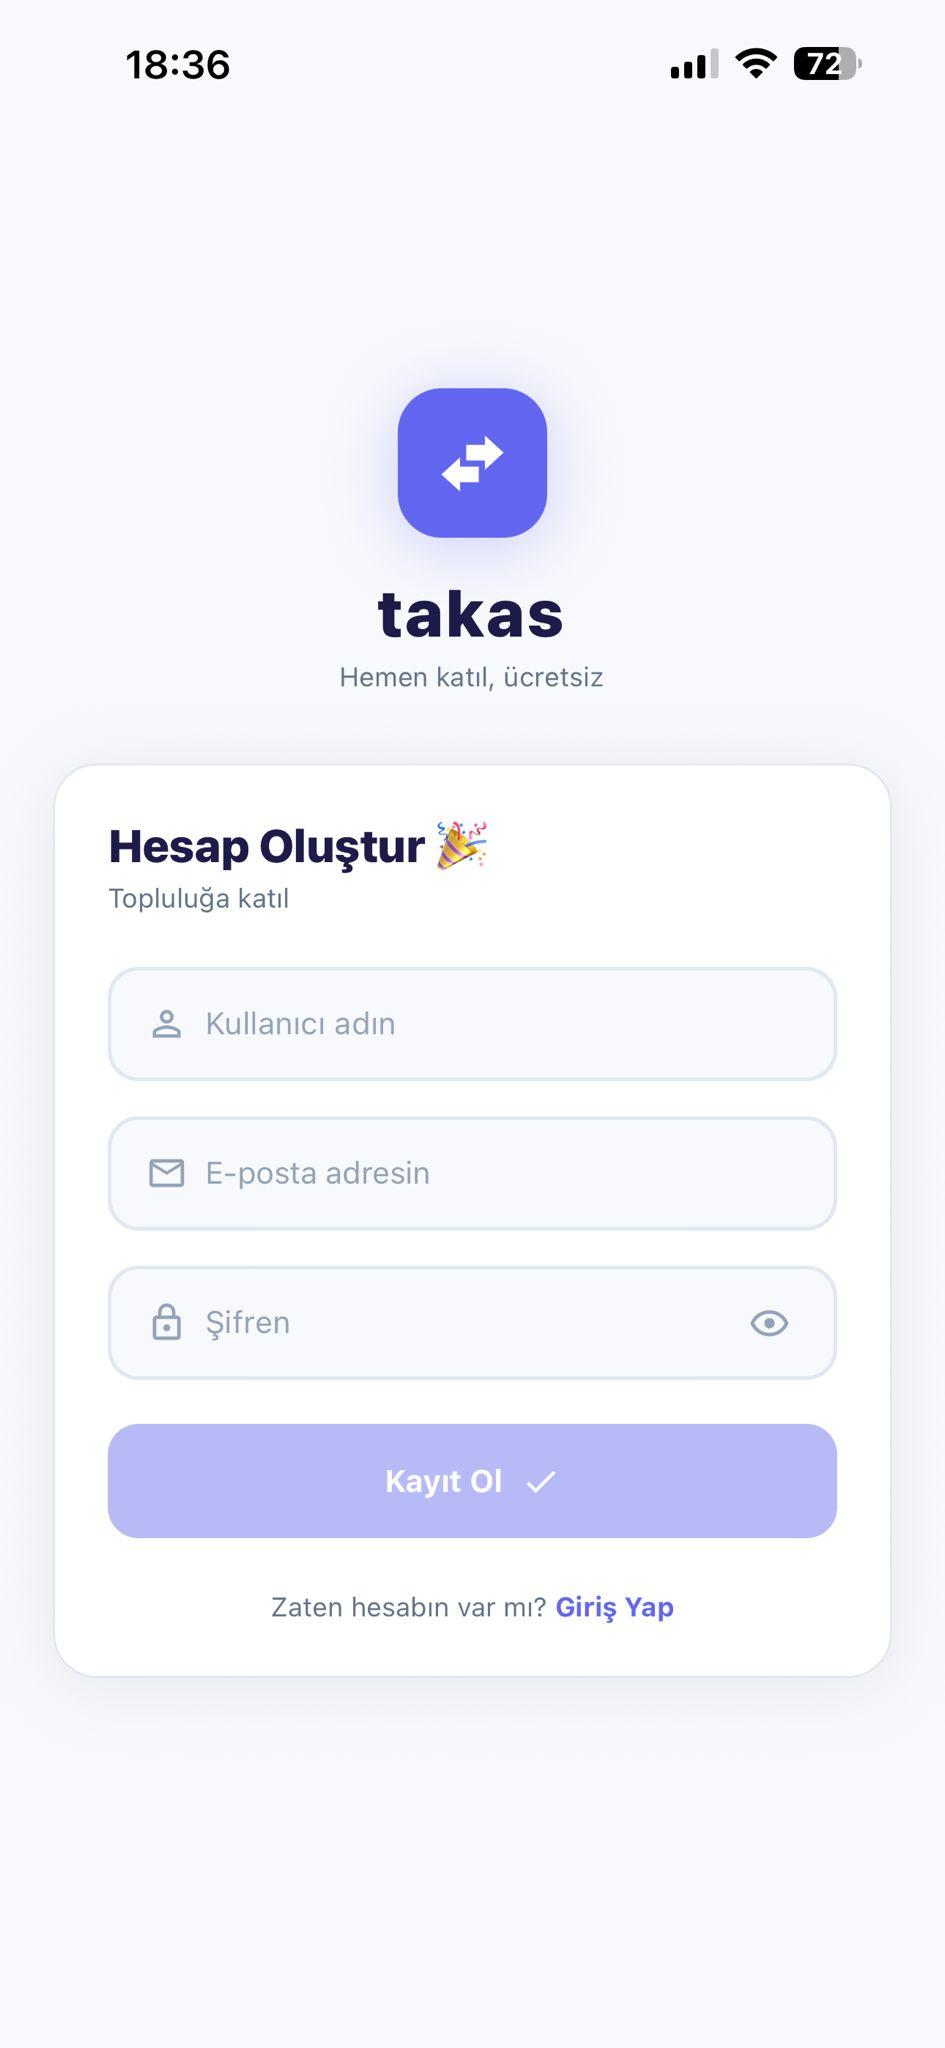 18:36
72
takas
Hemen katıl, ücretsiz
Hesap Oluştur 🎉
Topluluğa katıl
Kullanıcı adın
E-posta adresin
Şifren
Kayıt Ol
Zaten hesabın var mı? Giriş Yap